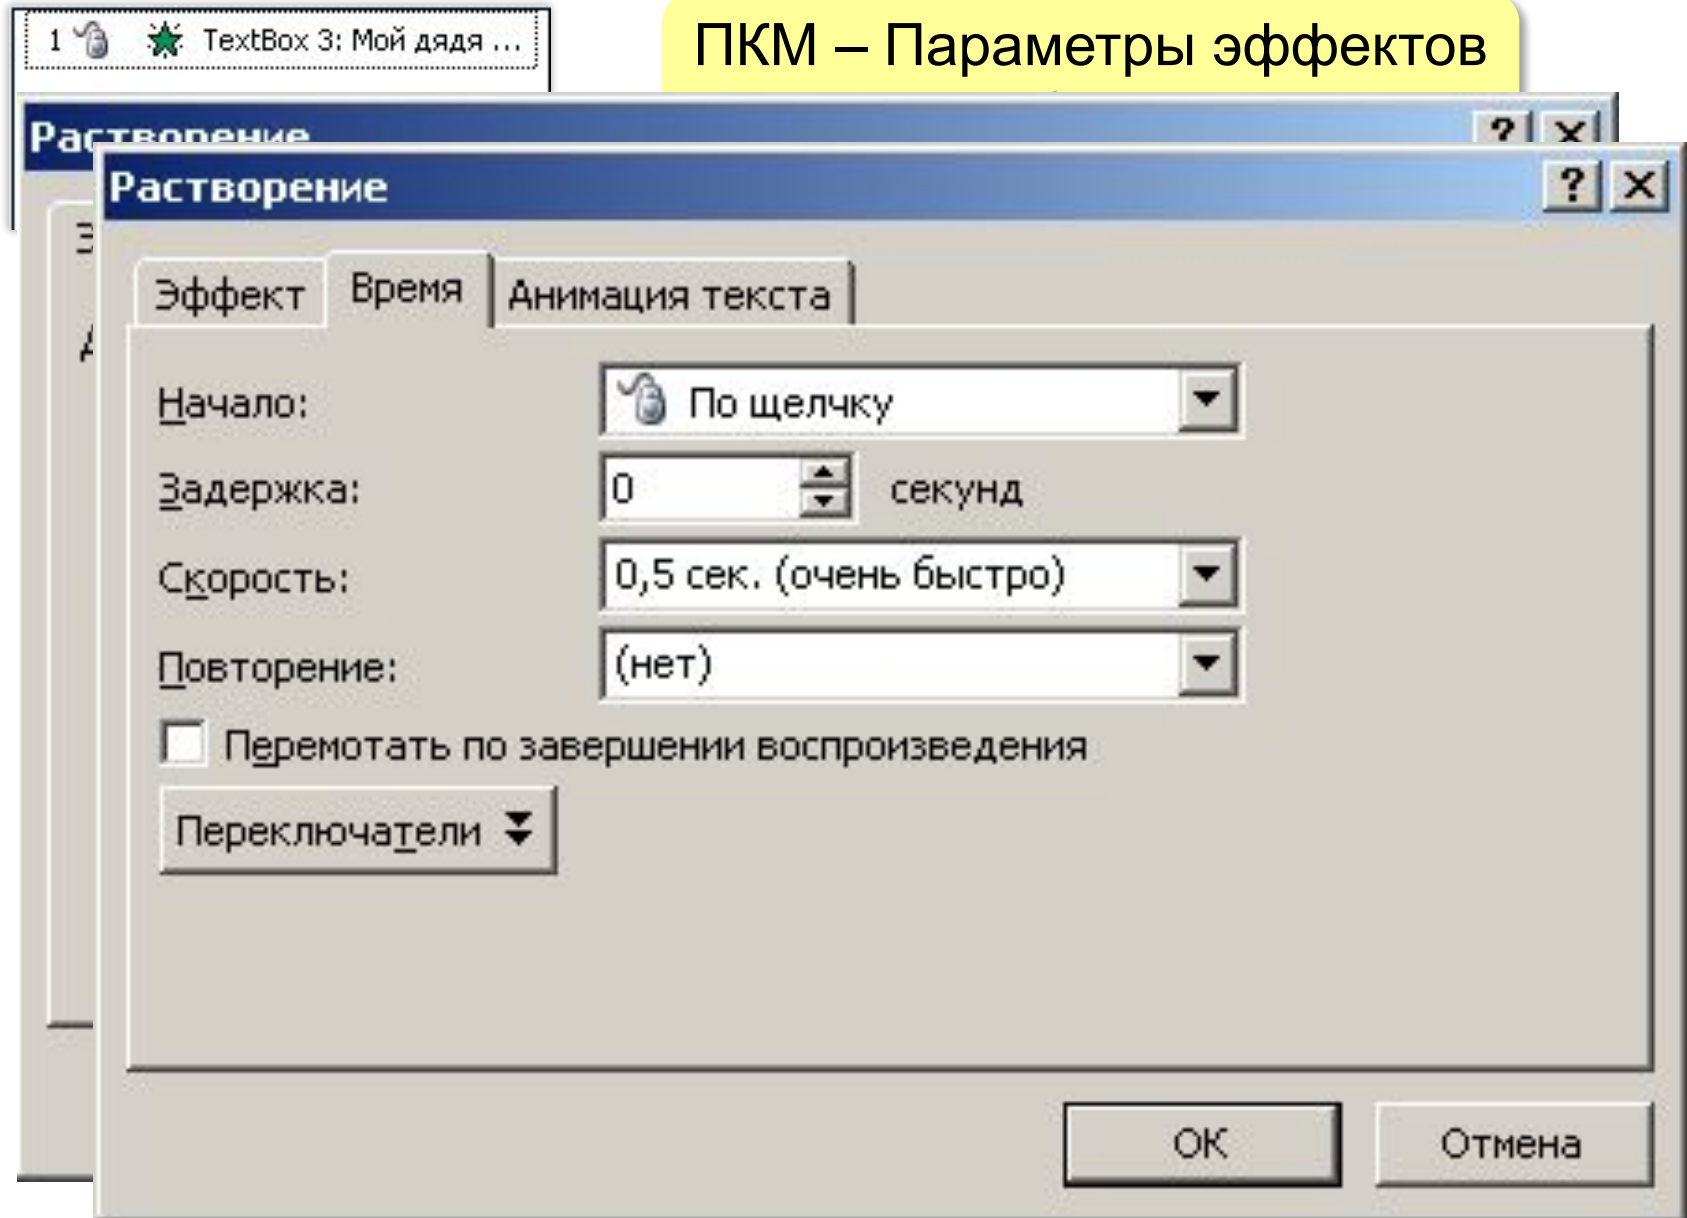 1 TextBox 3: Мой дядя ...
ПКМ – Параметры эффектов
Растворение
Растворение
Эффект Время Анимация текста
Начало: По щелчку
Задержка: 0 секунд
Скорость: 0,5 сек. (очень быстро)
Повторение: (нет)
Перемотать по завершении воспроизведения
Переключатели
ОК Отмена